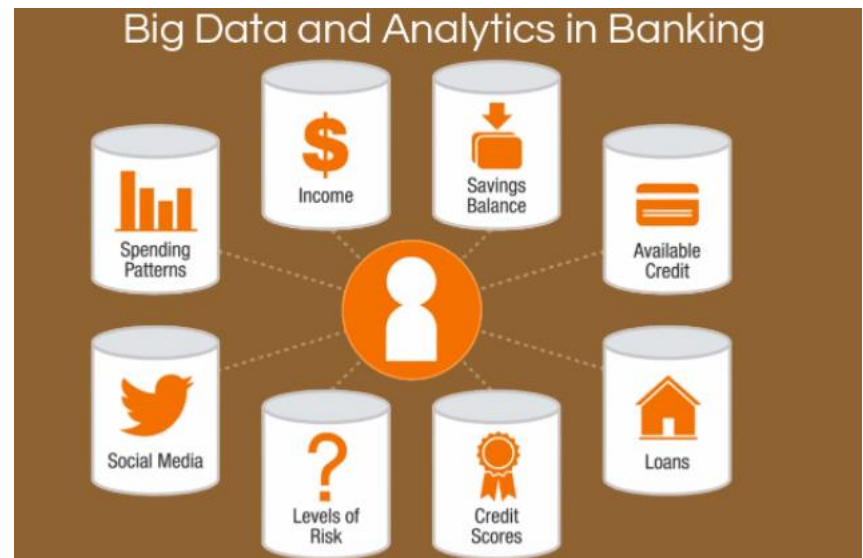 Big Data and Analytics in Banking
Income
Savings
Balance
Spending
Patterns
Available
Credit
Social Media
Loans
Levels of
Risk
Credit
Scores